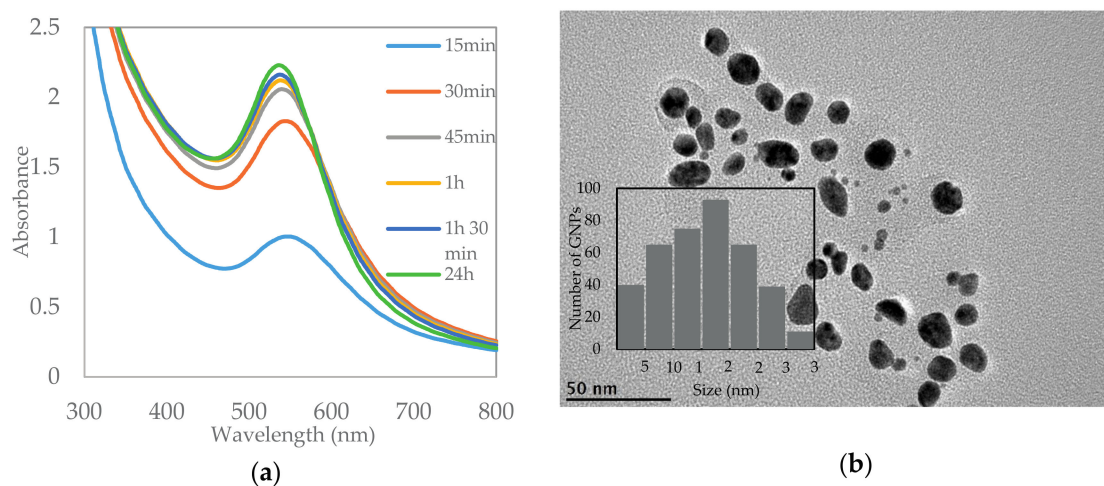 2.5
2
1.5
1
0.5
0
300 400 500 600 700 800
Absorbance
Wavelength (nm)
15min
30min
45min
1h
1h 30
min
24h
(a)
100
80
60
40
20
0
Number of GNPs
5 10 1 2 2 3 3
Size (nm)
50 nm
(b)